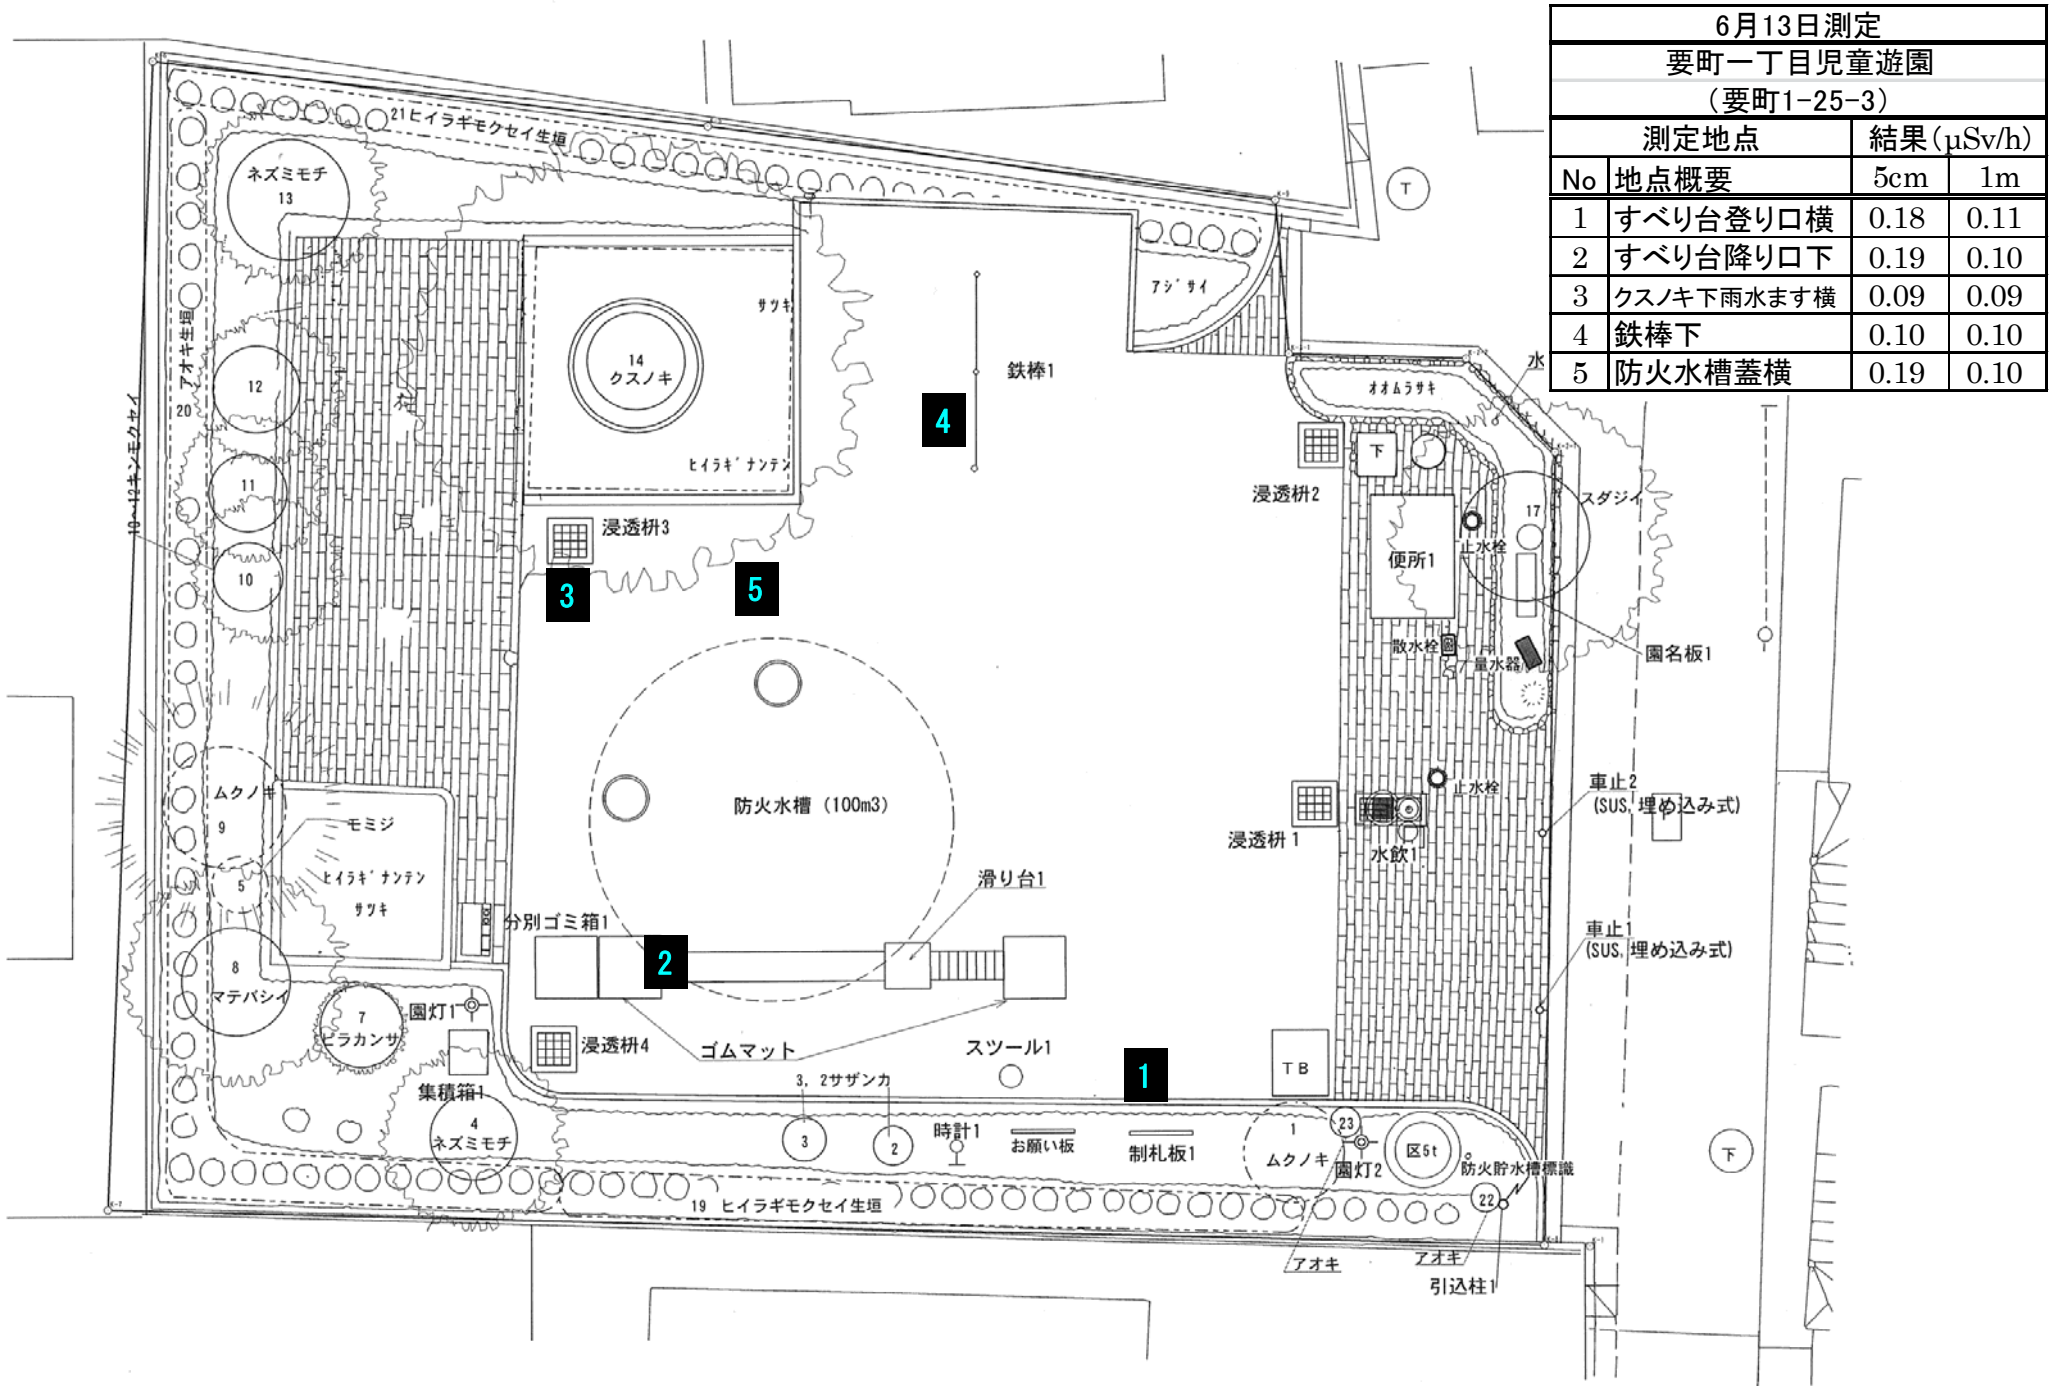 6月13日測定
要町一丁目児童遊園
（要町1-25-3）
測定地点 結果(μSv/h)
No 地点概要 5cm 1m
1 すべり台登り口横 0.18 0.11
2 すべり台降り口下 0.19 0.10
3 クスノキ下雨水ます横 0.09 0.09
4 鉄棒下 0.10 0.10
5 防火水槽蓋横 0.19 0.10
21ヒイラギモクセイ生垣
ネズミモチ
13
T
アジサイ
サツキ
アオキ生垣
20
14
クスノキ
鉄棒1
水
オオムラサキ
12
4
10～12キンモクセイ
ヒイラギナンテン
下
浸透枡2
11
スダジイ
17
浸透枡3
止水栓
便所1
10
3
5
散水栓
量水器
園名板1
ムクノキ
9
防火水槽（100m3）
止水栓
車止2
(SUS, 埋め込み式)
モミジ
浸透枡1
水飲1
5
ヒイラギナンテン
サツキ
滑り台1
分別ゴミ箱1
車止1
(SUS, 埋め込み式)
2
8
マテバシイ
7
ピラカンサ
園灯1
浸透枡4
ゴムマット
スツール1
1
TB
集積箱1
3, 2サザンカ
4
ネズミモチ
3
2
時計1
お願い板
制札板1
1
ムクノキ
23
園灯2
区5t
防火貯水槽標識
下
22
19 ヒイラギモクセイ生垣
アオキ
アオキ
引込柱1